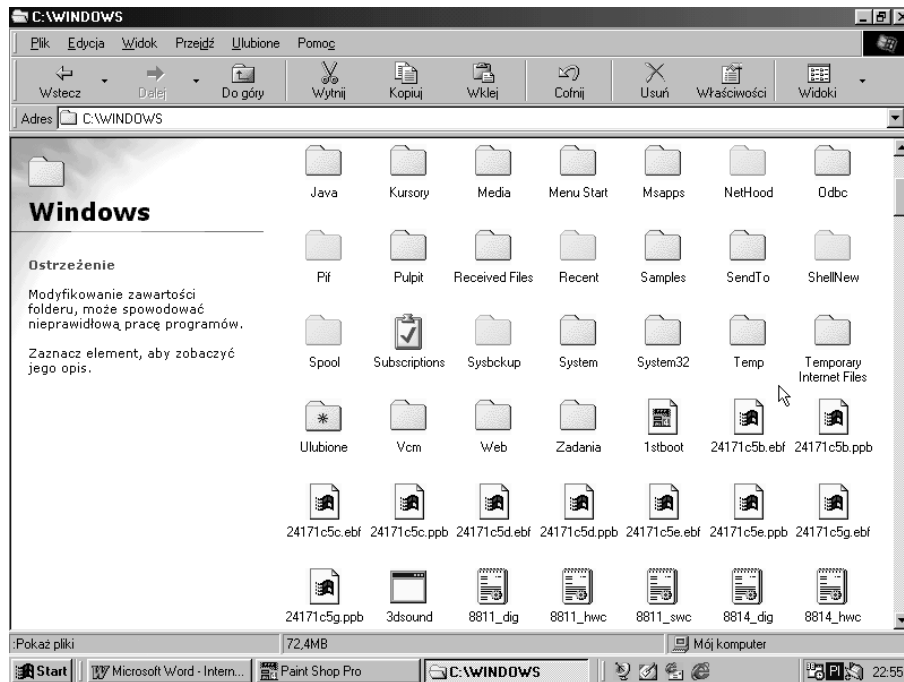 C:\WINDOWS
Plik Edycja Widok Przejdź Ulubione Pomoc
Wstecz Dalej Do góry Wytnij Kopiuj Wklej Cofnij Usuń Właściwości Widoki
Adres C:\WINDOWS
Windows
Ostrzeżenie
Modyfikowanie zawartości
folderu, może spowodować
nieprawidłową pracę programów.
Zaznacz element, aby zobaczyć
jego opis.
Java Kursory Media Menu Start Msapps NetHood Odbc
Pif Pulpit Received Files Recent Samples SendTo ShellNew
Spool Subscriptions Sysbckup System System32 Temp Temporary
Internet Files
Ulubione Vcm Web Zadania 1stboot 24171c5b.ebf 24171c5b.ppb
24171c5c.ebf 24171c5c.ppb 24171c5d.ebf 24171c5d.ppb 24171c5e.ebf 24171c5e.ppb 24171c5g.ebf
24171c5g.ppb 3dsound 8811_dig 8811_hwc 8811_swc 8814_dig 8814_hwc
:Pokaż pliki 72,4MB Mój komputer
Start Microsoft Word - Intern... Paint Shop Pro C:\WINDOWS Pl 22:55